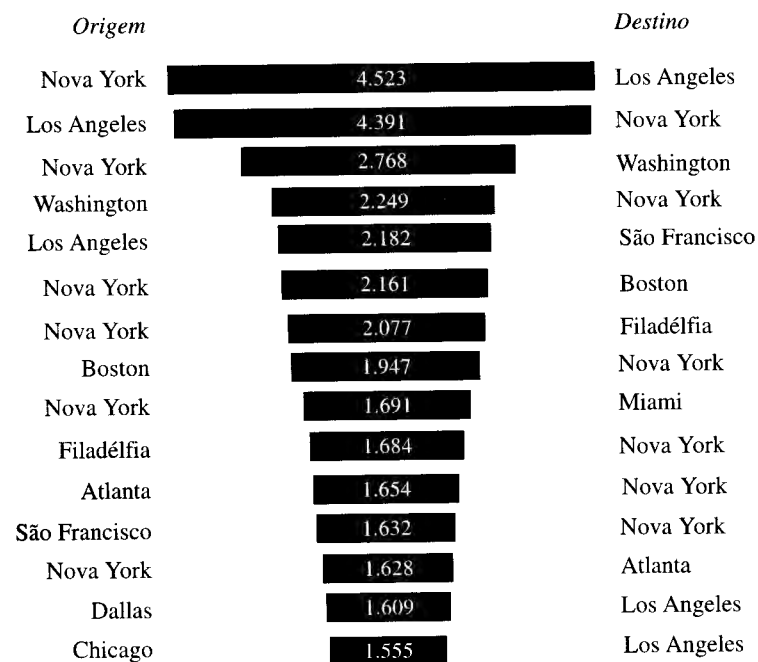 Origem Destino
Nova York 4.523 Los Angeles
Los Angeles 4.391 Nova York
Nova York 2.768 Washington
Washington 2.249 Nova York
Los Angeles 2.182 São Francisco
Nova York 2.161 Boston
Nova York 2.077 Filadélfia
Boston 1.947 Nova York
Nova York 1.691 Miami
Filadélfia 1.684 Nova York
Atlanta 1.654 Nova York
São Francisco 1.632 Nova York
Nova York 1.628 Atlanta
Dallas 1.609 Los Angeles
Chicago 1.555 Los Angeles